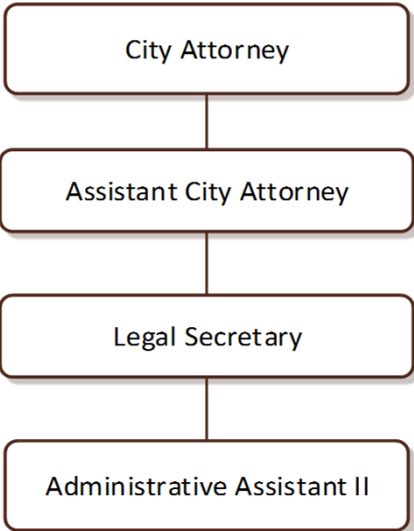 City Attorney
Assistant City Attorney
Legal Secretary
Administrative Assistant II